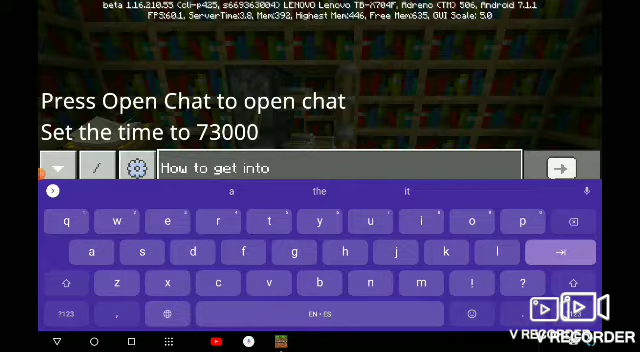 beta 1.16.210.55 (cli-p425, s669363004) LENOVO Lenovo TB-X704F, Adreno (TM) 506, Android 7.1.1
FPS:60.1, ServerTime:3.8, Mem:392, Highest Mem:446, Free Mem:635, GUI Scale: 5.0
Press Open Chat to open chat
Set the time to 73000
/ How to get into
a the it
q w e r t y u i o p
a s d f g h j k l
z x c v b n m ! ?
?123 , EN • ES .
V RECORDER
V RECORDER